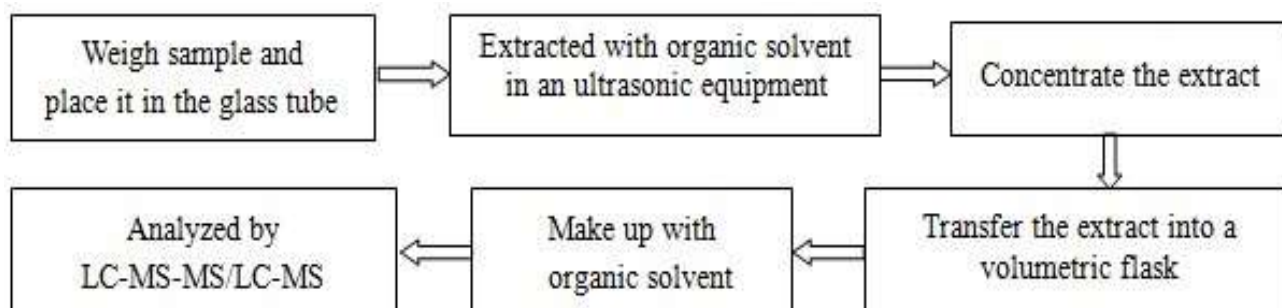 Weigh sample and
place it in the glass tube
Extracted with organic solvent
in an ultrasonic equipment
Concentrate the extract
Transfer the extract into a
volumetric flask
Make up with
organic solvent
Analyzed by
LC-MS-MS/LC-MS